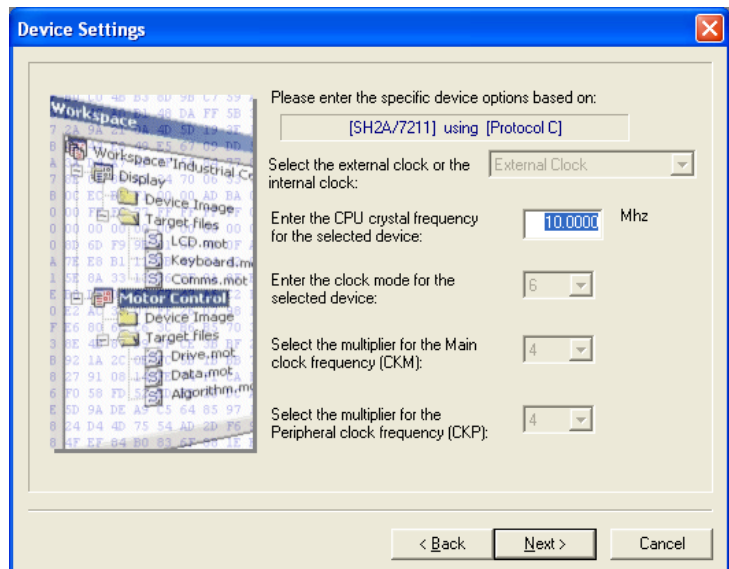 Device Settings
Please enter the specific device options based on:
[SH2A/7211] using [Protocol C]
Select the external clock or the
internal clock:
External Clock
Enter the CPU crystal frequency
for the selected device:
10.0000 Mhz
Enter the clock mode for the
selected device:
6
Select the multiplier for the Main
clock frequency (CKM):
4
Select the multiplier for the
Peripheral clock frequency (CKP):
4
Workspace
Workspace 'Industrial
Display
Device Image
Target files
LCD.mot
Keyboard.m
Comms.mot
Motor Control
Device Image
Target files
Drive.mot
Data.mot
Algorithm.mo
< Back
Next >
Cancel